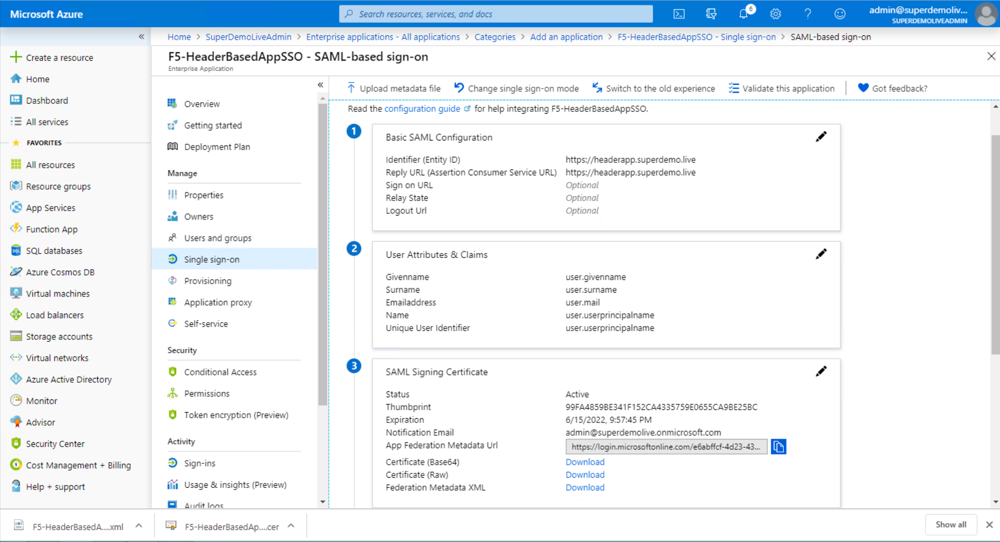 Microsoft Azure
Search resources, services, and docs
6
admin@superdemoliv...
SUPERDEMOLIVEADMIN
Home > SuperDemoLiveAdmin > Enterprise applications - All applications > Categories > Add an application > F5-HeaderBasedAppSSO - Single sign-on > SAML-based sign-on
F5-HeaderBasedAppSSO - SAML-based sign-on
Enterprise Application
Create a resource
Home
Dashboard
All services
FAVORITES
All resources
Resource groups
App Services
Function App
SQL databases
Azure Cosmos DB
Virtual machines
Load balancers
Storage accounts
Virtual networks
Azure Active Directory
Monitor
Advisor
Security Center
Cost Management + Billing
Help + support
Overview
Getting started
Deployment Plan
Manage
Properties
Owners
Users and groups
Single sign-on
Provisioning
Application proxy
Self-service
Security
Conditional Access
Permissions
Token encryption (Preview)
Activity
Sign-ins
Usage & insights (Preview)
Audit logs
Upload metadata file
Change single sign-on mode
Switch to the old experience
Validate this application
Got feedback?
Read the configuration guide for help integrating F5-HeaderBasedAppSSO.
1
Basic SAML Configuration
Identifier (Entity ID) https://headerapp.superdemo.live
Reply URL (Assertion Consumer Service URL) https://headerapp.superdemo.live
Sign on URL Optional
Relay State Optional
Logout Url Optional
2
User Attributes & Claims
Givenname user.givenname
Surname user.surname
Emailaddress user.mail
Name user.userprincipalname
Unique User Identifier user.userprincipalname
3
SAML Signing Certificate
Status Active
Thumbprint 99FA4859BE341F152CA4335759E0655CA9BE25BC
Expiration 6/15/2022, 9:57:45 PM
Notification Email admin@superdemolive.onmicrosoft.com
App Federation Metadata Url https://login.microsoftonline.com/e6abffcf-4d23-43...
Certificate (Base64) Download
Certificate (Raw) Download
Federation Metadata XML Download
F5-HeaderBasedA....xml
F5-HeaderBasedAp....cer
Show all